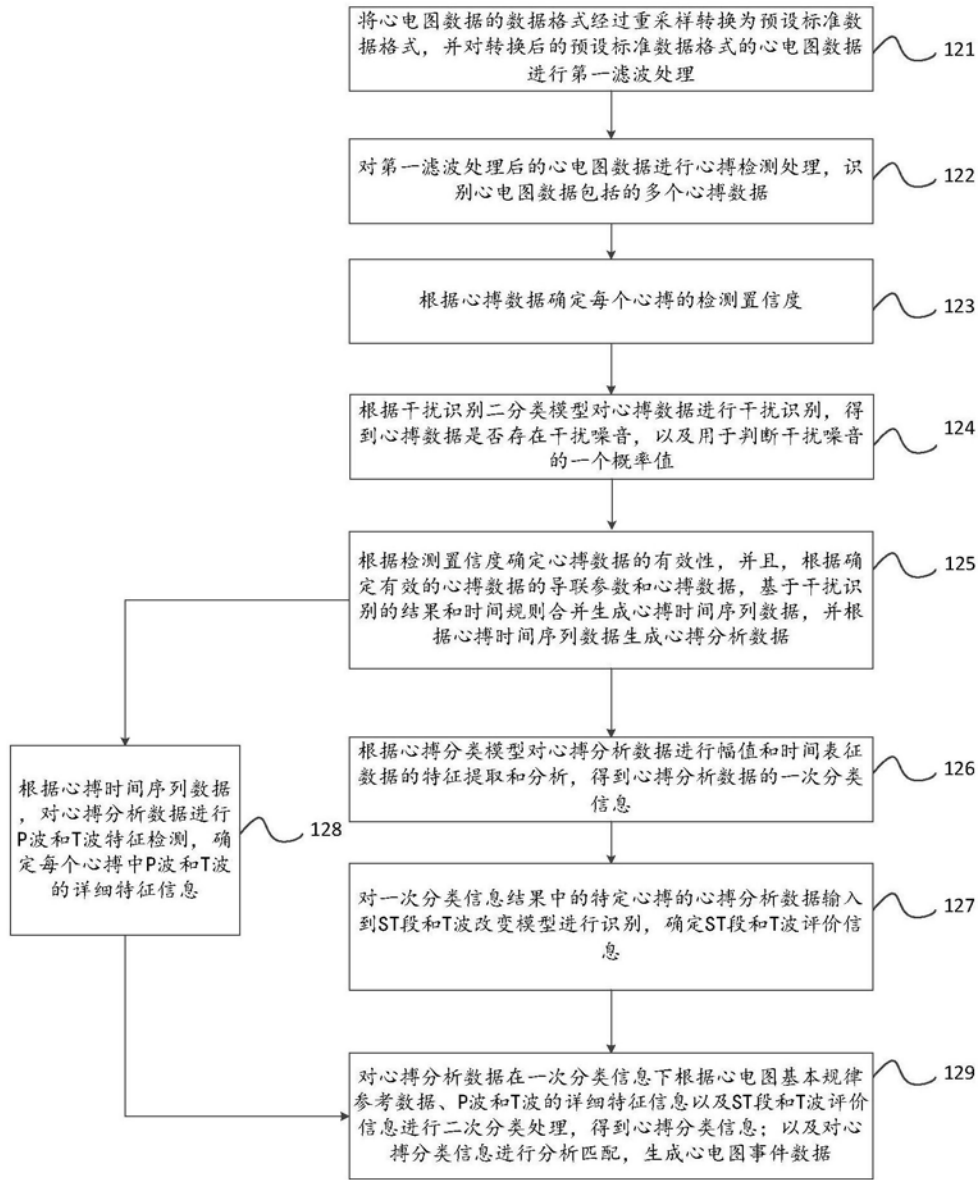 将心电图数据的数据格式经过重采样转换为预设标准数
据格式，并对转换后的预设标准数据格式的心电图数据
进行第一滤波处理
121
对第一滤波处理后的心电图数据进行心搏检测处理，识
别心电图数据包括的多个心搏数据
122
根据心搏数据确定每个心搏的检测置信度
123
根据干扰识别二分类模型对心搏数据进行干扰识别，得
到心搏数据是否存在干扰噪音，以及用于判断干扰噪音
的一个概率值
124
根据检测置信度确定心搏数据的有效性，并且，根据确
定有效的心搏数据的导联参数和心搏数据，基于干扰识
别的结果和时间规则合并生成心搏时间序列数据，并根
据心搏时间序列数据生成心搏分析数据
125
根据心搏分类模型对心搏分析数据进行幅值和时间表征
数据的特征提取和分析，得到心搏分析数据的一次分类
信息
126
根据心搏时间序列数据
，对心搏分析数据进行
P波和T波特征检测，确
定每个心搏中P波和T波
的详细特征信息
128
对一次分类信息结果中的特定心搏的心搏分析数据输入
到ST段和T波改变模型进行识别，确定ST段和T波评价信
息
127
对心搏分析数据在一次分类信息下根据心电图基本规律
参考数据、P波和T波的详细特征信息以及ST段和T波评价
信息进行二次分类处理，得到心搏分类信息；以及对心
搏分类信息进行分析匹配，生成心电图事件数据
129